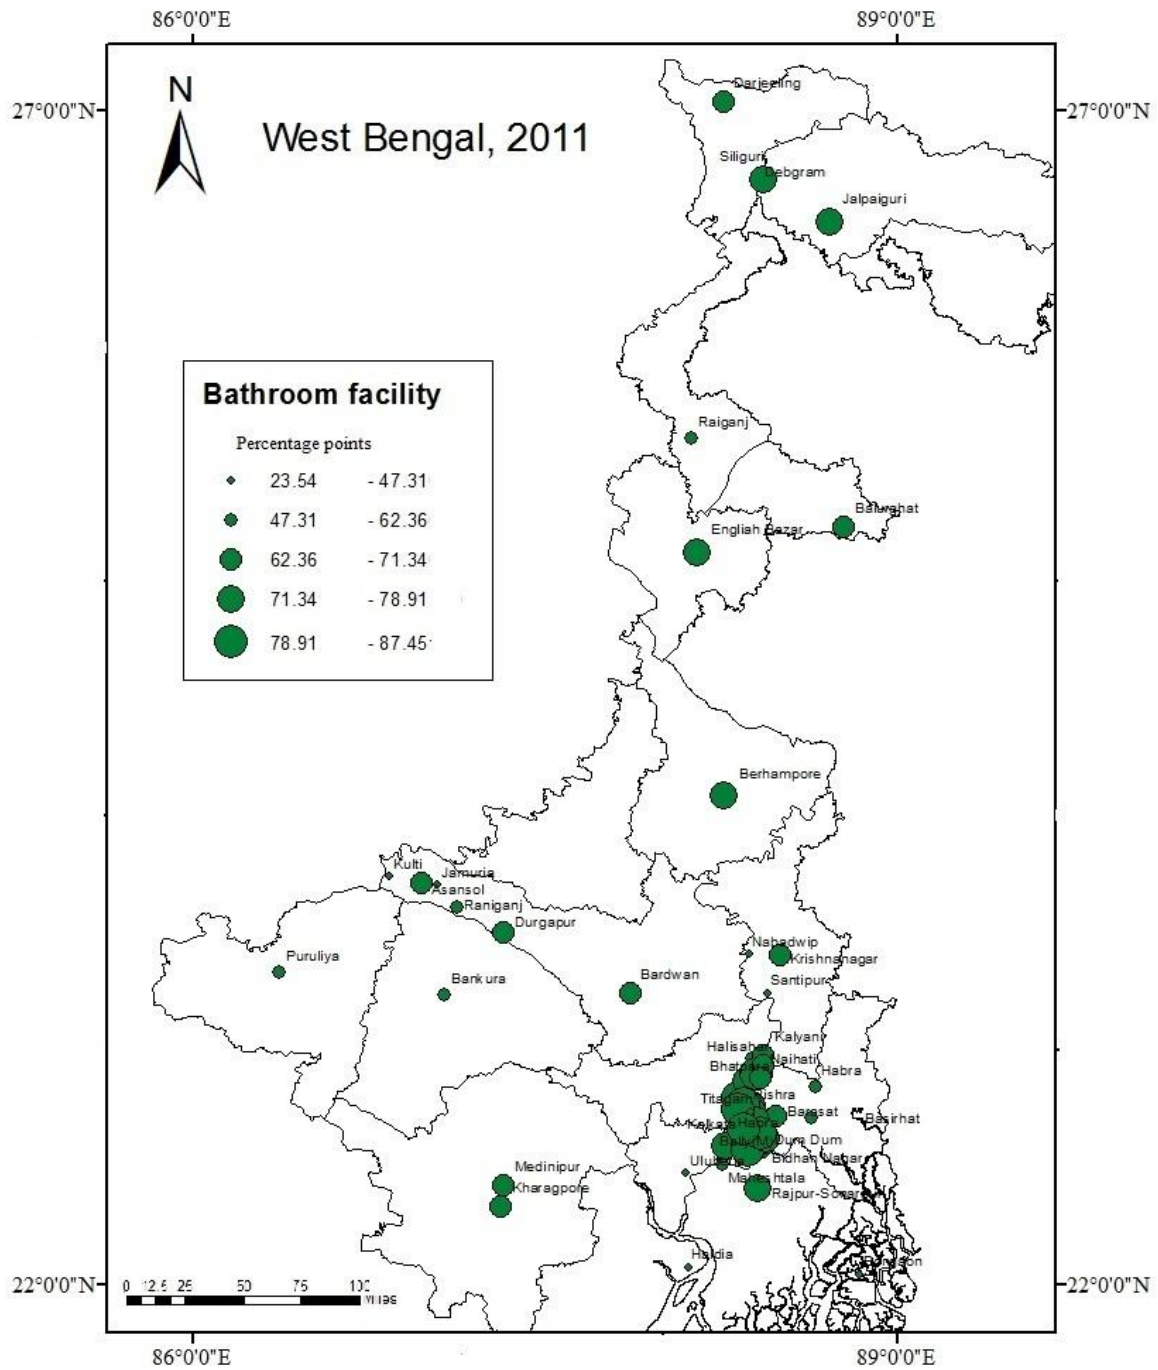 86°0'0"E 89°0'0"E
27°0'0"N 27°0'0"N
N
West Bengal, 2011
Darjeeling
Siliguri
Debgram
Jalpaiguri
Bathroom facility
Percentage points
23.54 - 47.31
47.31 - 62.36
62.36 - 71.34
71.34 - 78.91
78.91 - 87.45
Raiganj
Balurghat
English Bazar
Berhampore
Kulti
Jamuria
Asansol
Raniganj
Durgapur
Puruliya
Bankura
Bardwan
Nabadwip
Krishnanagar
Santipur
Kalyani
Halisahar
Naihati
Bhatpara
Habra
Titagarh
Rishra
Barasat
Basirhat
Kolkata
Bally(M)
Dum Dum
Bidhan Nagar
Maheshtala
Rajpur-Sonar
Medinipur
Kharagpore
Haldia
22°0'0"N 22°0'0"N
0 12.5 25 50 75 100
Miles
86°0'0"E 89°0'0"E